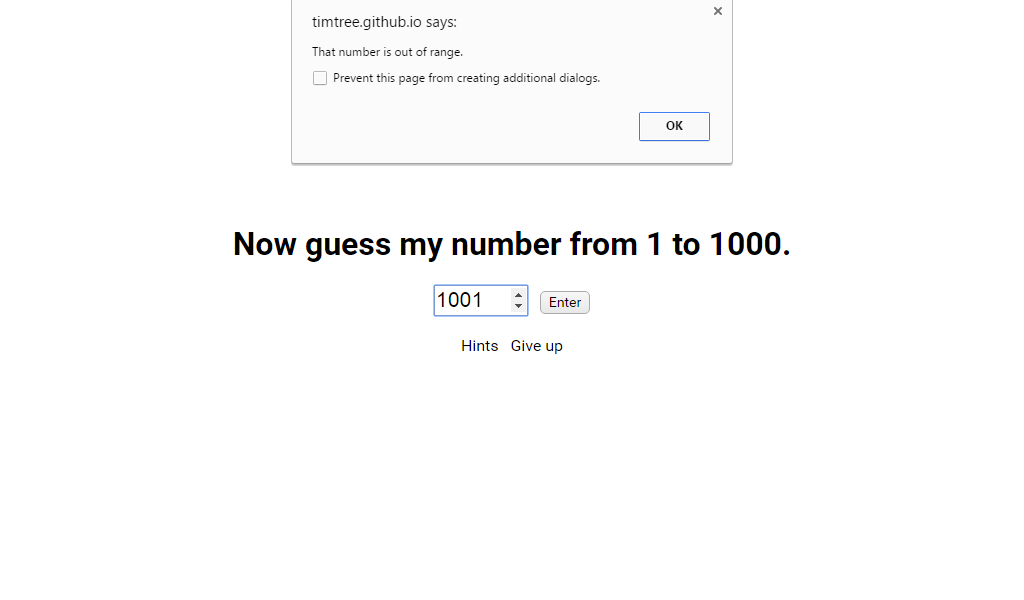 timtree.github.io says:
That number is out of range.
Prevent this page from creating additional dialogs.
OK
Now guess my number from 1 to 1000.
1001 Enter
Hints Give up